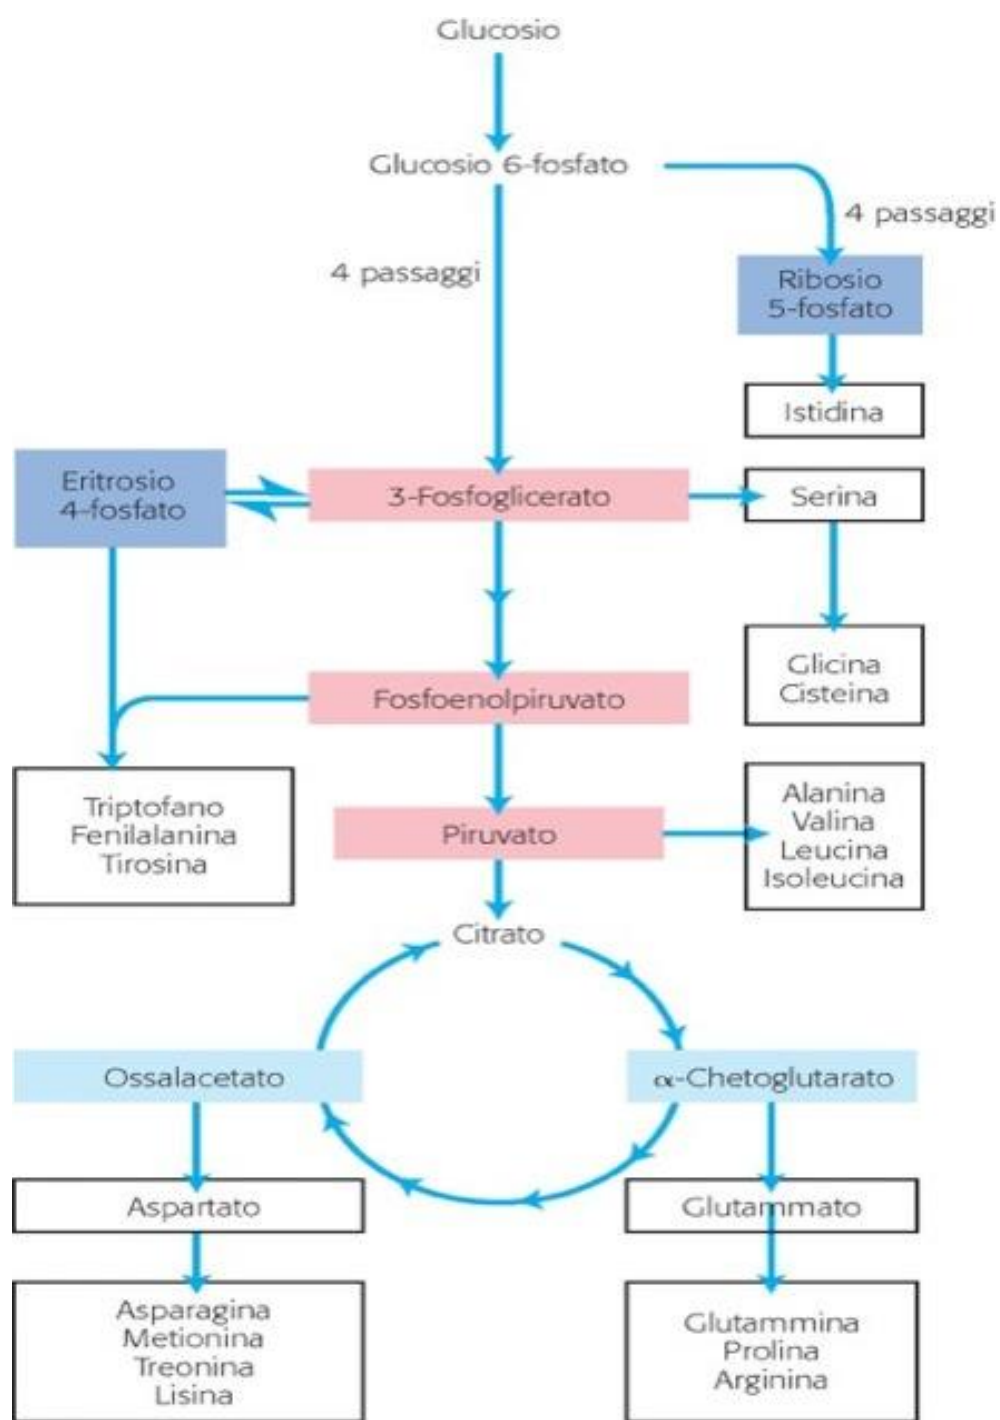 Glucosio
Glucosio 6-fosfato
4 passaggi
4 passaggi
Ribosio
5-fosfato
Istidina
Eritrosio
4-fosfato
3-Fosfoglicerato
Serina
Glicina
Cisteina
Fosfoenolpiruvato
Triptofano
Fenilalanina
Tirosina
Piruvato
Alanina
Valina
Leucina
Isoleucina
Citrato
Ossalacetato
α-Chetoglutarato
Aspartato
Glutammato
Asparagina
Metionina
Treonina
Lisina
Glutammina
Prolina
Arginina